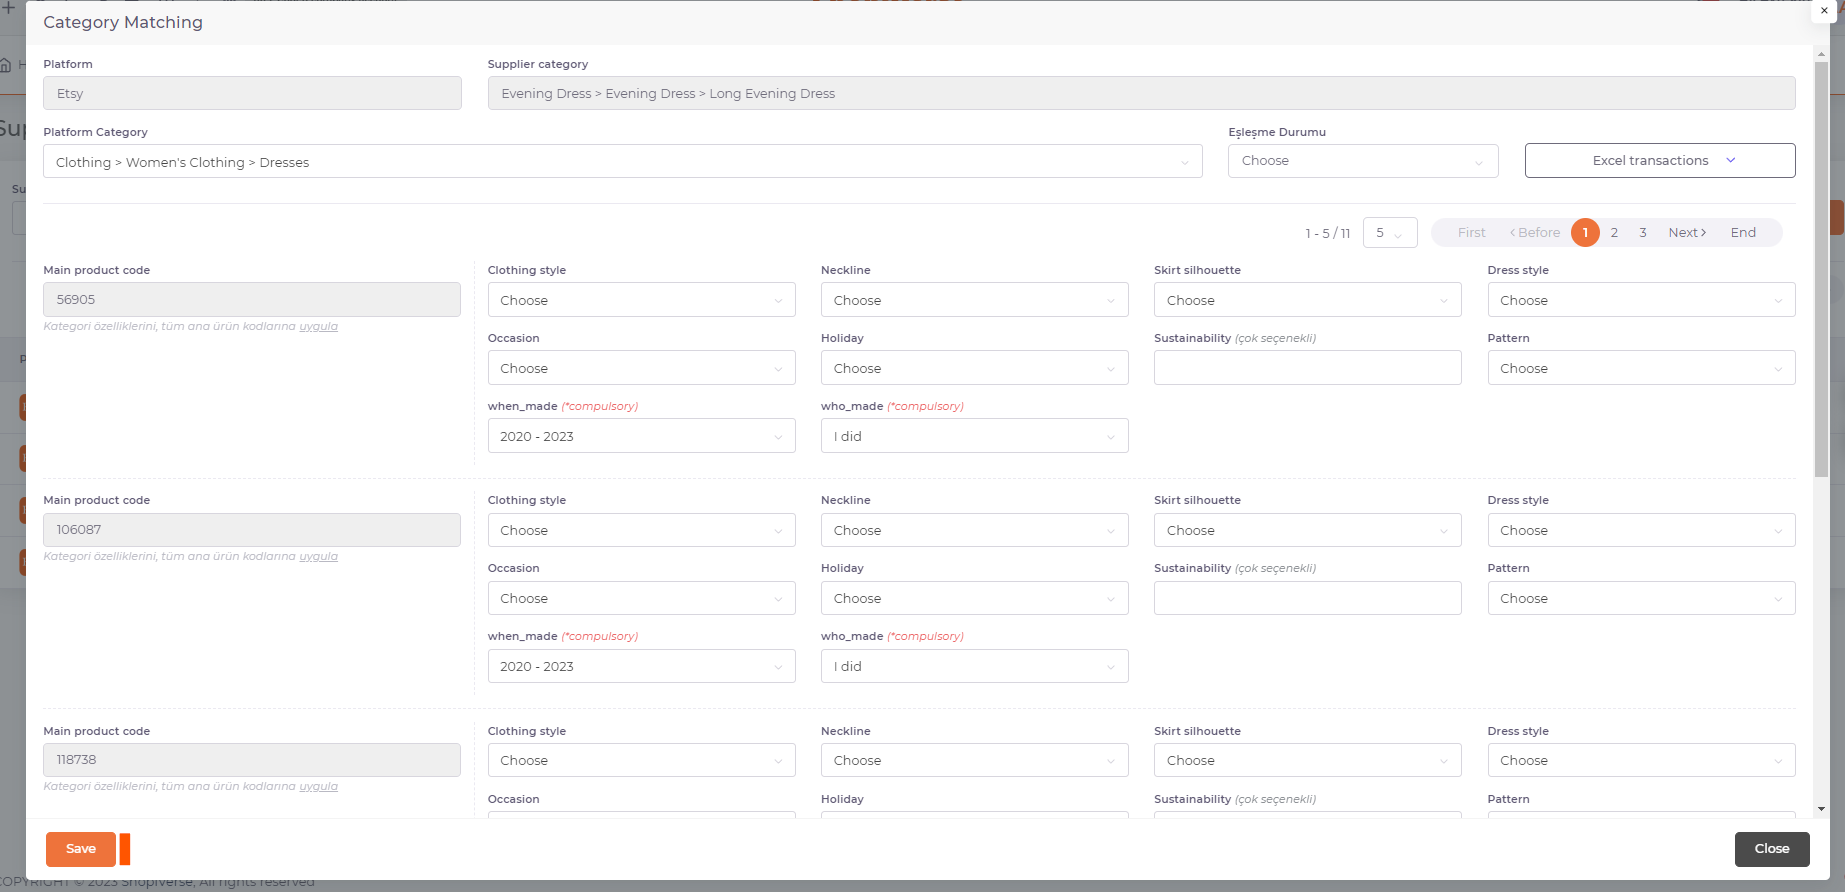 Category Matching
Platform
Supplier category
Etsy
Evening Dress > Evening Dress > Long Evening Dress
Platform Category
Eşleşme Durumu
Clothing > Women's Clothing > Dresses
Choose
Excel transactions
1 - 5 / 11
5
First
< Before
1
2
3
Next >
End
Main product code
Clothing style
Neckline
Skirt silhouette
Dress style
56905
Choose
Choose
Choose
Choose
Kategori özelliklerini, tüm ana ürün kodlarına uygula
Occasion
Holiday
Sustainability (çok seçenekli)
Pattern
Choose
Choose
Choose
when_made (*compulsory)
who_made (*compulsory)
2020 - 2023
I did
Main product code
Clothing style
Neckline
Skirt silhouette
Dress style
106087
Choose
Choose
Choose
Choose
Kategori özelliklerini, tüm ana ürün kodlarına uygula
Occasion
Holiday
Sustainability (çok seçenekli)
Pattern
Choose
Choose
Choose
when_made (*compulsory)
who_made (*compulsory)
2020 - 2023
I did
Main product code
Clothing style
Neckline
Skirt silhouette
Dress style
118738
Choose
Choose
Choose
Choose
Kategori özelliklerini, tüm ana ürün kodlarına uygula
Occasion
Holiday
Sustainability (çok seçenekli)
Pattern
Save
Close
COPYRIGHT © 2023 Shopiverse, All rights reserved